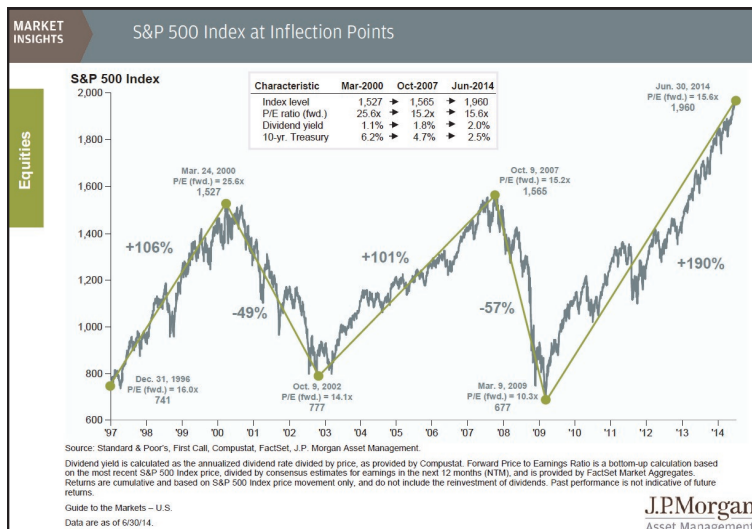 MARKET
INSIGHTS
S&P 500 Index at Inflection Points
Equities
S&P 500 Index
Characteristic Mar-2000 Oct-2007 Jun-2014
Index level 1,527 → 1,565 → 1,960
P/E ratio (fwd.) 25.6x → 15.2x → 15.6x
Dividend yield 1.1% → 1.8% → 2.0%
10-yr. Treasury 6.2% → 4.7% → 2.5%
Jun. 30, 2014
P/E (fwd.) = 15.6x
1,960
Mar. 24, 2000
P/E (fwd.) = 25.6x
1,527
Oct. 9, 2007
P/E (fwd.) = 15.2x
1,565
+106%
-49%
+101%
-57%
+190%
Dec. 31, 1996
P/E (fwd.) = 16.0x
741
Oct. 9, 2002
P/E (fwd.) = 14.1x
777
Mar. 9, 2009
P/E (fwd.) = 10.3x
677
2,000
1,800
1,600
1,400
1,200
1,000
800
600
'97 '98 '99 '00 '01 '02 '03 '04 '05 '06 '07 '08 '09 '10 '11 '12 '13 '14
Source: Standard & Poor's, First Call, Compustat, FactSet, J.P. Morgan Asset Management.
Dividend yield is calculated as the annualized dividend rate divided by price, as provided by Compustat. Forward Price to Earnings Ratio is a bottom-up calculation based
on the most recent S&P 500 Index price, divided by consensus estimates for earnings in the next 12 months (NTM), and is provided by FactSet Market Aggregates.
Returns are cumulative and based on S&P 500 Index price movement only, and do not include the reinvestment of dividends. Past performance is not indicative of future
returns.
Guide to the Markets – U.S.
Data are as of 6/30/14.
J.P.Morgan
Asset Management